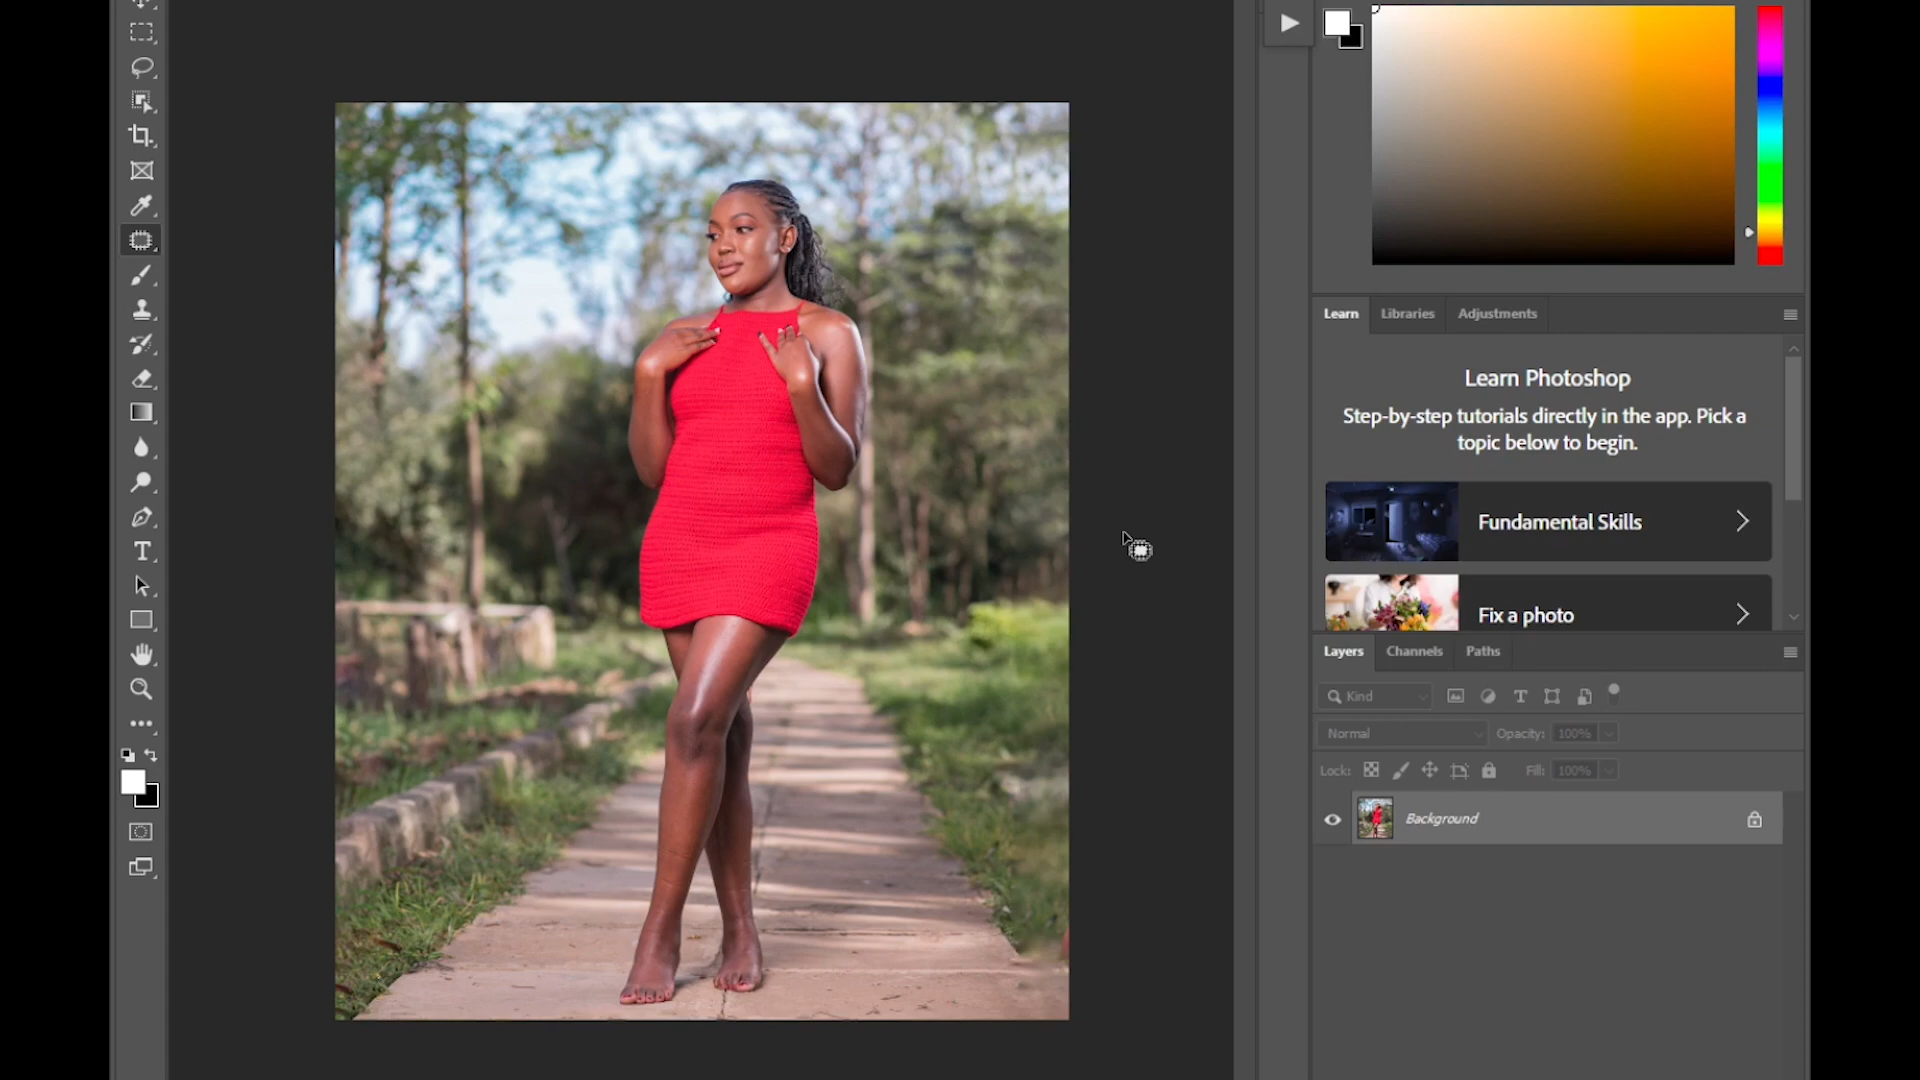 Learn Libraries Adjustments
Learn Photoshop
Step-by-step tutorials directly in the app. Pick a
topic below to begin.
Fundamental Skills
Fix a photo
Layers Channels Paths
Kind
Normal Opacity: 100%
Lock: Fill: 100%
Background